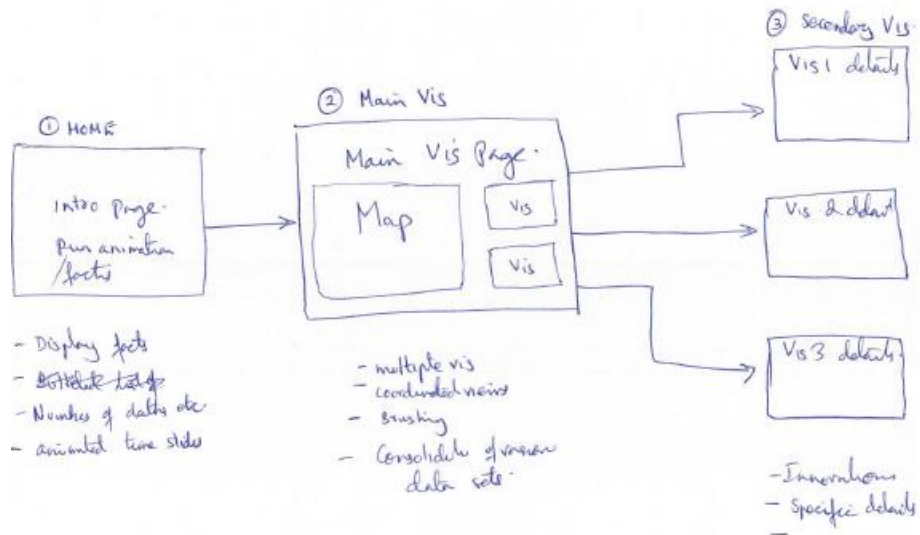 ① HOME
Intro page.
Run animation
/facts
- Display facts
- Number of deaths etc.
- animated time slider
② Main Vis
Main Vis Page.
Map
Vis
Vis
- multiple vis
- coordinated views
- Brushing
- Consolidate of various
data sets.
③ Secondary Vis.
Vis 1 details
Vis 2 detail
Vis 3 details
- Innovations
- Specific details